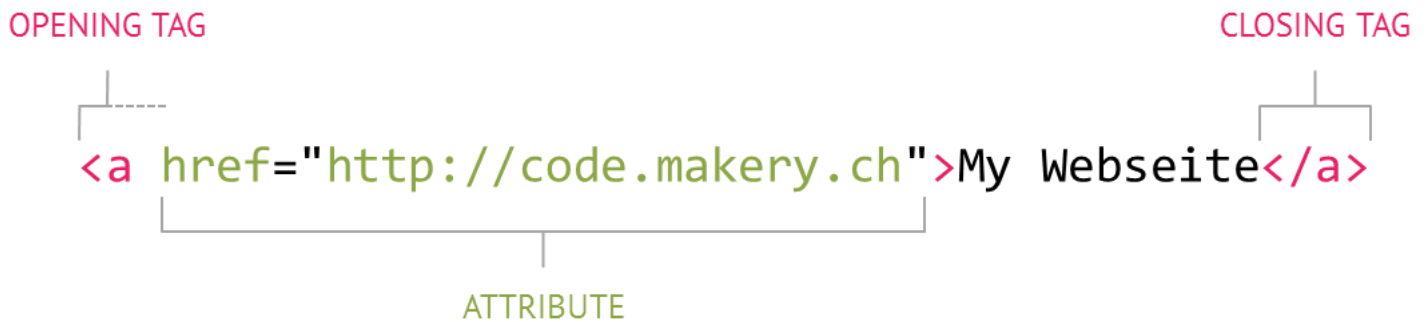 OPENING TAG CLOSING TAG
<a href="http://code.makery.ch">My Webseite</a>
ATTRIBUTE